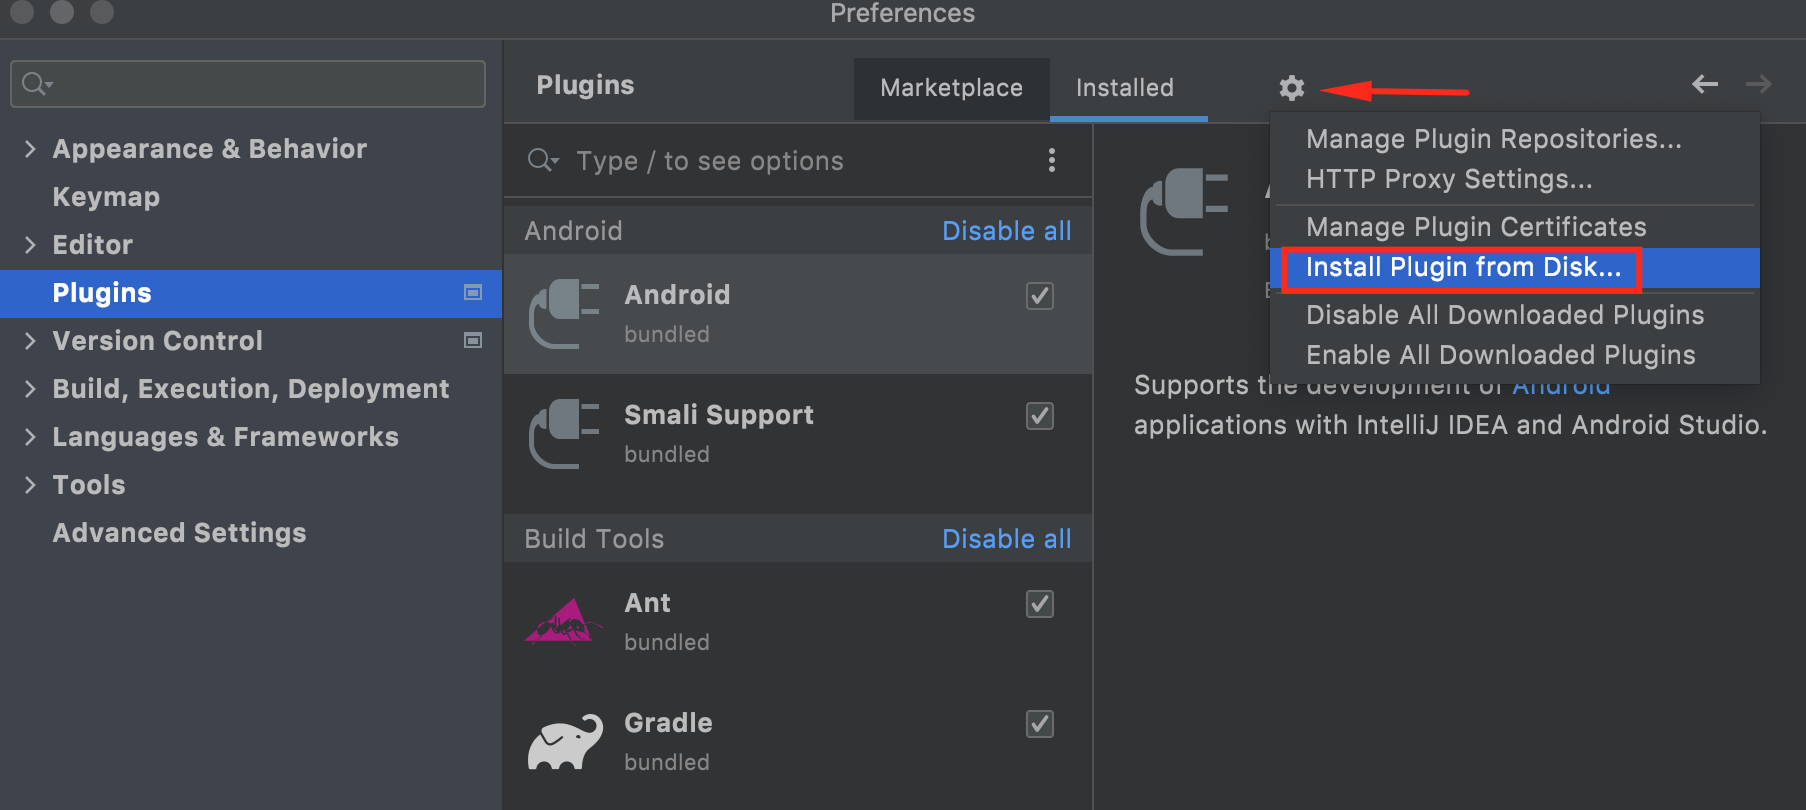 Preferences
Appearance & Behavior
Keymap
Editor
Plugins
Version Control
Build, Execution, Deployment
Languages & Frameworks
Tools
Advanced Settings
Plugins
Marketplace
Installed
Type / to see options
Android
Disable all
Android
bundled
Smali Support
bundled
Build Tools
Disable all
Ant
bundled
Gradle
bundled
Manage Plugin Repositories...
HTTP Proxy Settings...
Manage Plugin Certificates
Install Plugin from Disk...
Disable All Downloaded Plugins
Enable All Downloaded Plugins
Supports the development of Android
applications with IntelliJ IDEA and Android Studio.